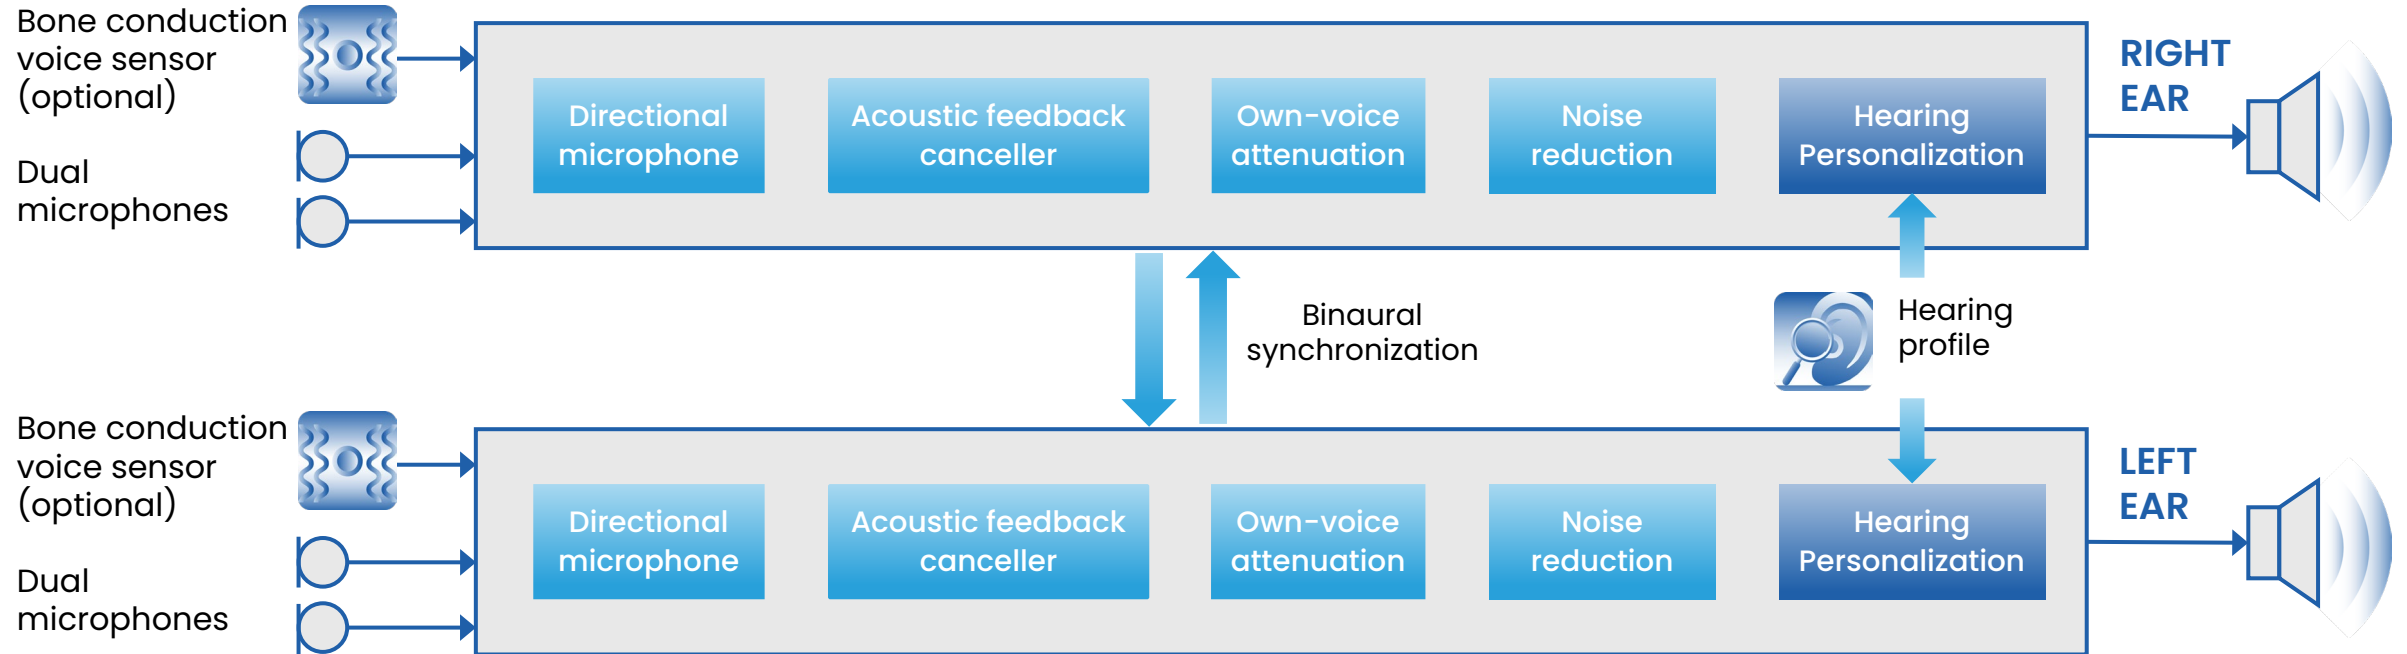 Bone conduction
voice sensor
(optional)
Dual
microphones
Directional
microphone
Acoustic feedback
canceller
Own-voice
attenuation
Noise
reduction
Hearing
Personalization
RIGHT
EAR
Binaural
synchronization
Hearing
profile
Bone conduction
voice sensor
(optional)
Dual
microphones
Directional
microphone
Acoustic feedback
canceller
Own-voice
attenuation
Noise
reduction
Hearing
Personalization
LEFT
EAR